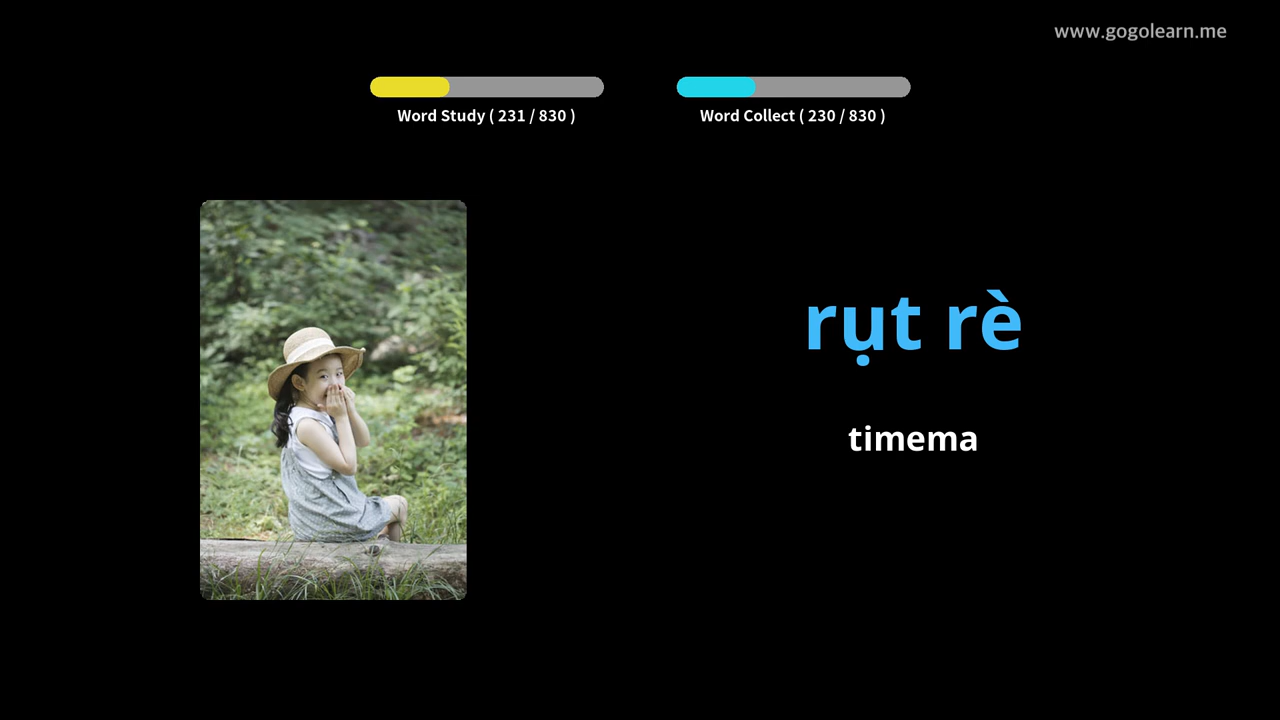 www.gogolearn.me
Word Study ( 231 / 830 )
Word Collect ( 230 / 830 )
rụt rè
timema